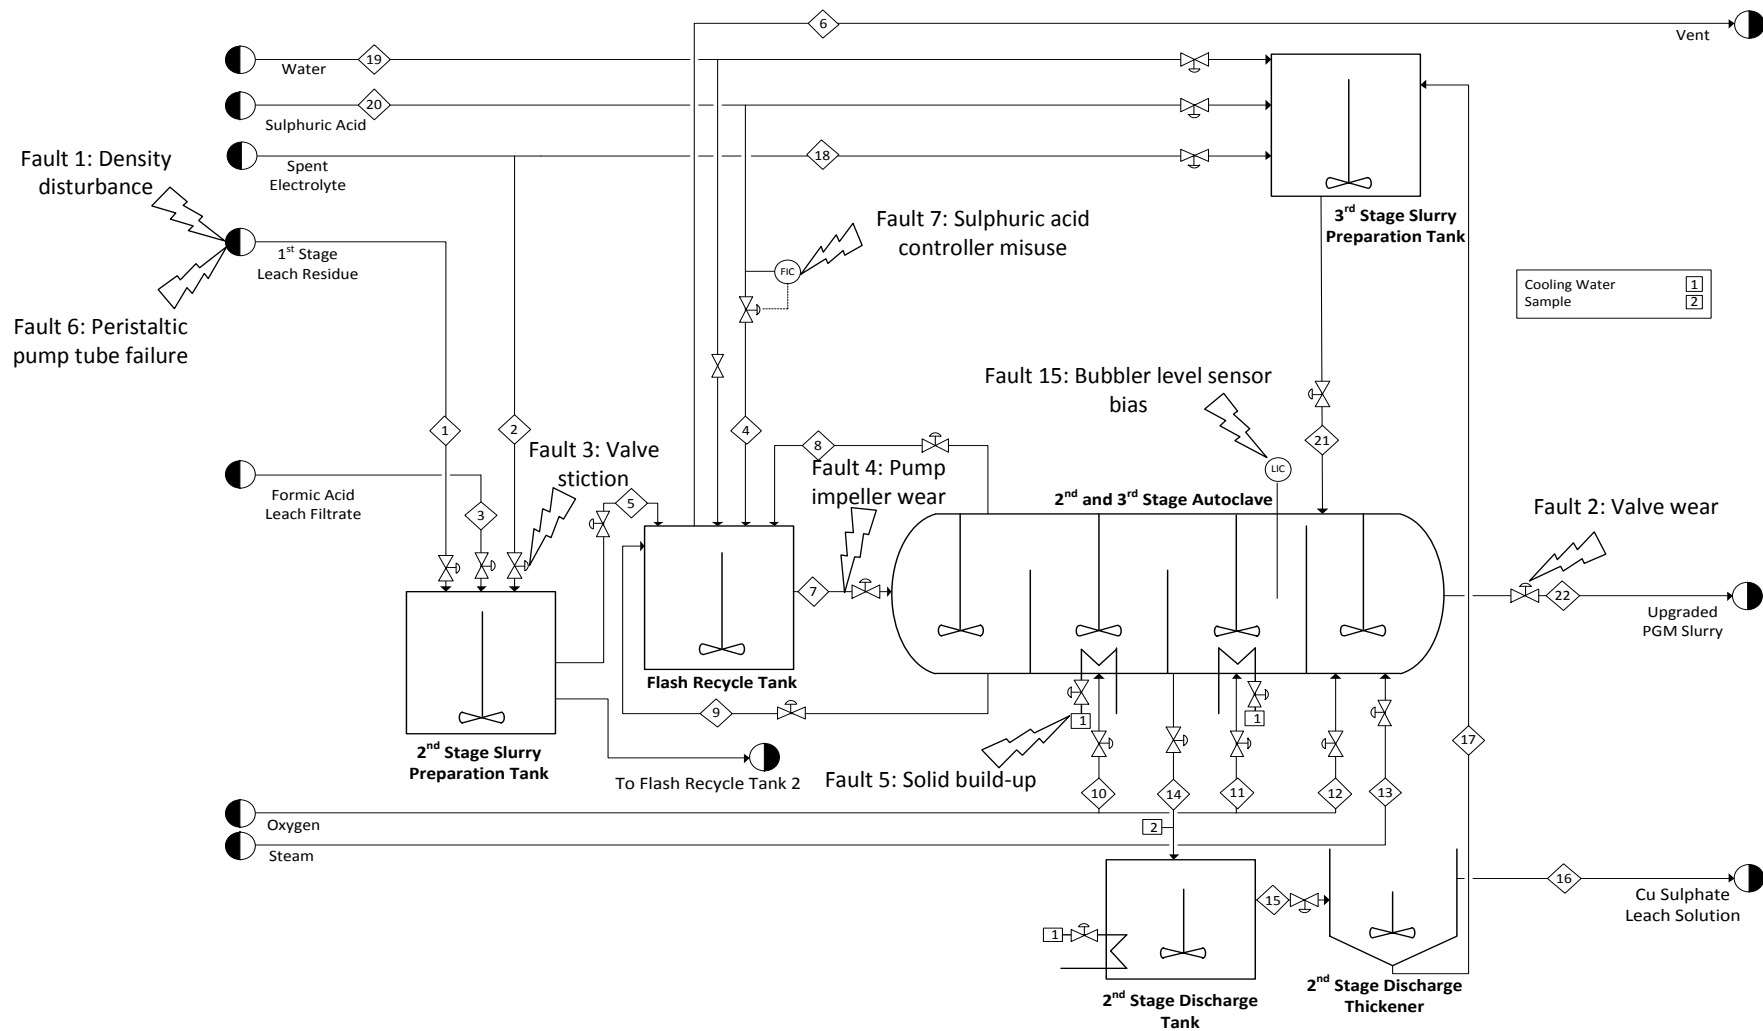 6
Vent
19
Water
20
Sulphuric Acid
Fault 1: Density
disturbance
Spent
Electrolyte
18
1st Stage
Leach Residue
Fault 6: Peristaltic
pump tube failure
Fault 7: Sulphuric acid
controller misuse
FIC
3rd Stage Slurry
Preparation Tank
Cooling Water 1
Sample 2
Fault 15: Bubbler level sensor
bias
1
2
4
8
21
Formic Acid
Leach Filtrate
3
Fault 3: Valve
stiction
5
Fault 4: Pump
impeller wear
LIC
2nd and 3rd Stage Autoclave
Fault 2: Valve wear
7
22
Upgraded
PGM Slurry
Flash Recycle Tank
9
1
1
2nd Stage Slurry
Preparation Tank
To Flash Recycle Tank 2
Fault 5: Solid build-up
17
10
14
11
12
13
Oxygen
2
Steam
15
16
Cu Sulphate
Leach Solution
1
2nd Stage Discharge
Tank
2nd Stage Discharge
Thickener